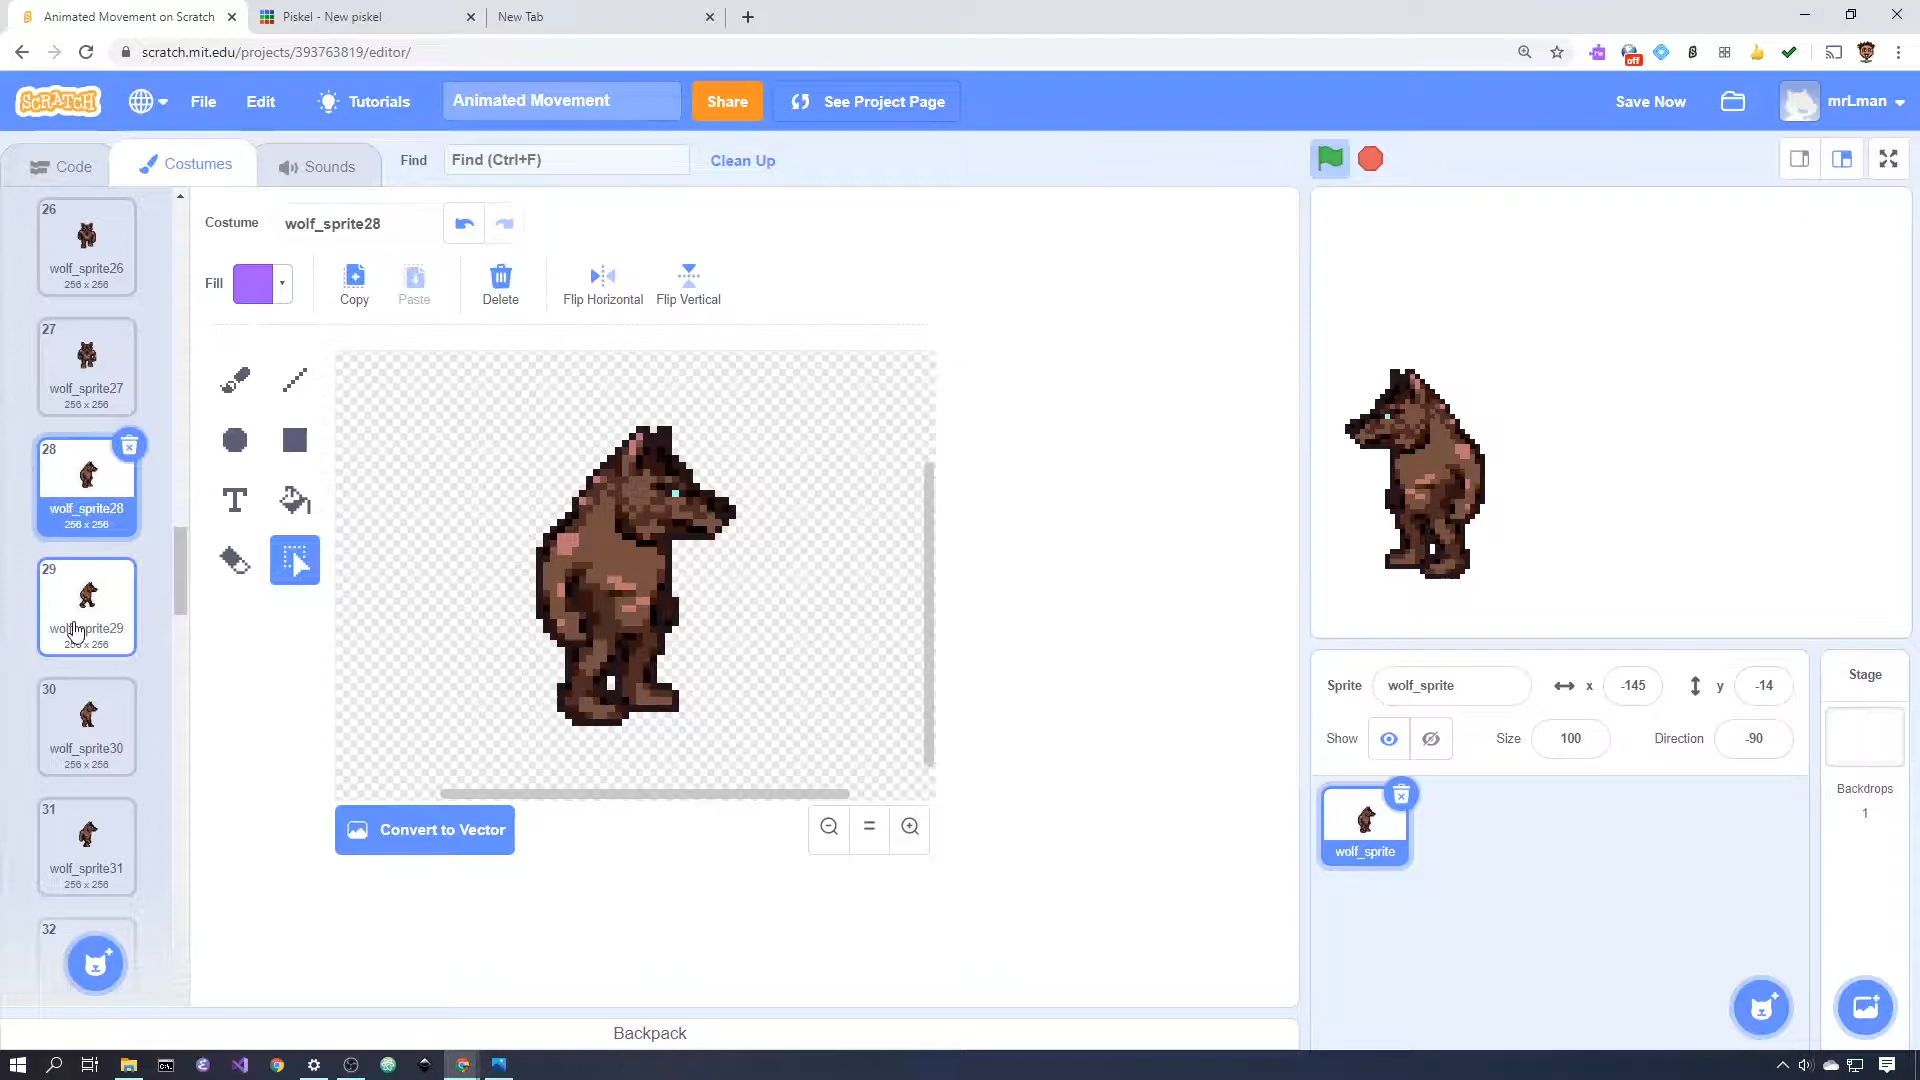 Animated Movement on Scratch
Piskel - New piskel
New Tab
scratch.mit.edu/projects/393763819/editor/
off
SCRATCH
File
Edit
Tutorials
Animated Movement
Share
See Project Page
Save Now
mrLman
Code
Costumes
Sounds
Find
Find (Ctrl+F)
Clean Up
26
wolf_sprite26
256 x 256
27
wolf_sprite27
256 x 256
28
wolf_sprite28
256 x 256
29
wolf_sprite29
256 x 256
30
wolf_sprite30
256 x 256
31
wolf_sprite31
256 x 256
32
Costume
wolf_sprite28
Fill
Copy
Paste
Delete
Flip Horizontal
Flip Vertical
T
Convert to Vector
Backpack
Sprite
wolf_sprite
x
-145
y
-14
Show
Size
100
Direction
-90
wolf_sprite
Stage
Backdrops
1